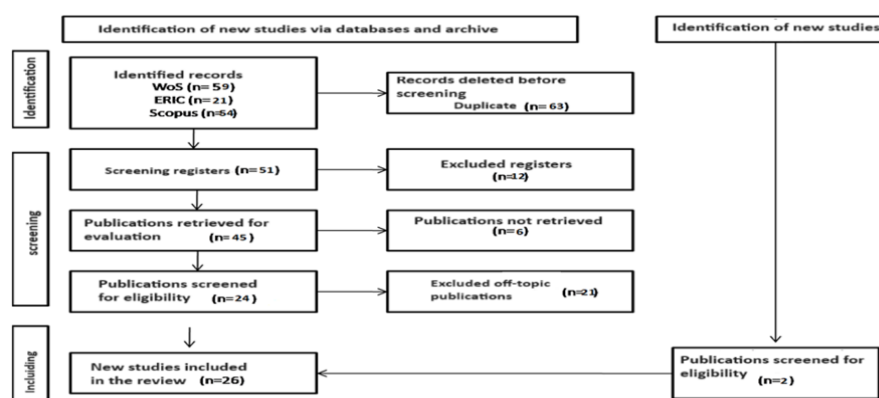 Identification of new studies via databases and archive
Identification of new studies
Identification
Identified records
WoS (n= 59
ERIC (n=21)
Scopus (n=64)
Records deleted before
screening
Duplicate (n=63)
screening
Screening registers (n=51)
Excluded registers
(n=12)
Publications retrieved for
evaluation (n=45)
Publications not retrieved
(n=6)
Publications screened
for eligibility (n=24)
Excluded off-topic
publications (n=21)
Incluiding
New studies included
in the review (n=26)
Publications screened for
eligibility (n=2)